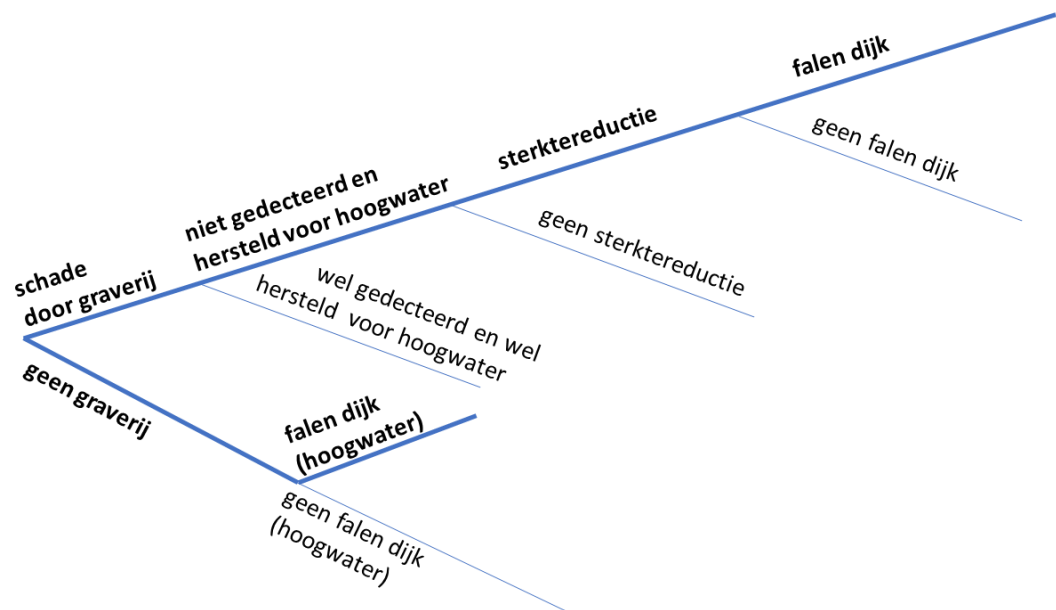 schade
door graverij
niet gedecteerd en
hersteld voor hoogwater
sterktereductie
falen dijk
geen falen dijk
geen sterktereductie
wel gedecteerd en wel
hersteld voor hoogwater
geen graverij
falen dijk
(hoogwater)
geen falen dijk
(hoogwater)